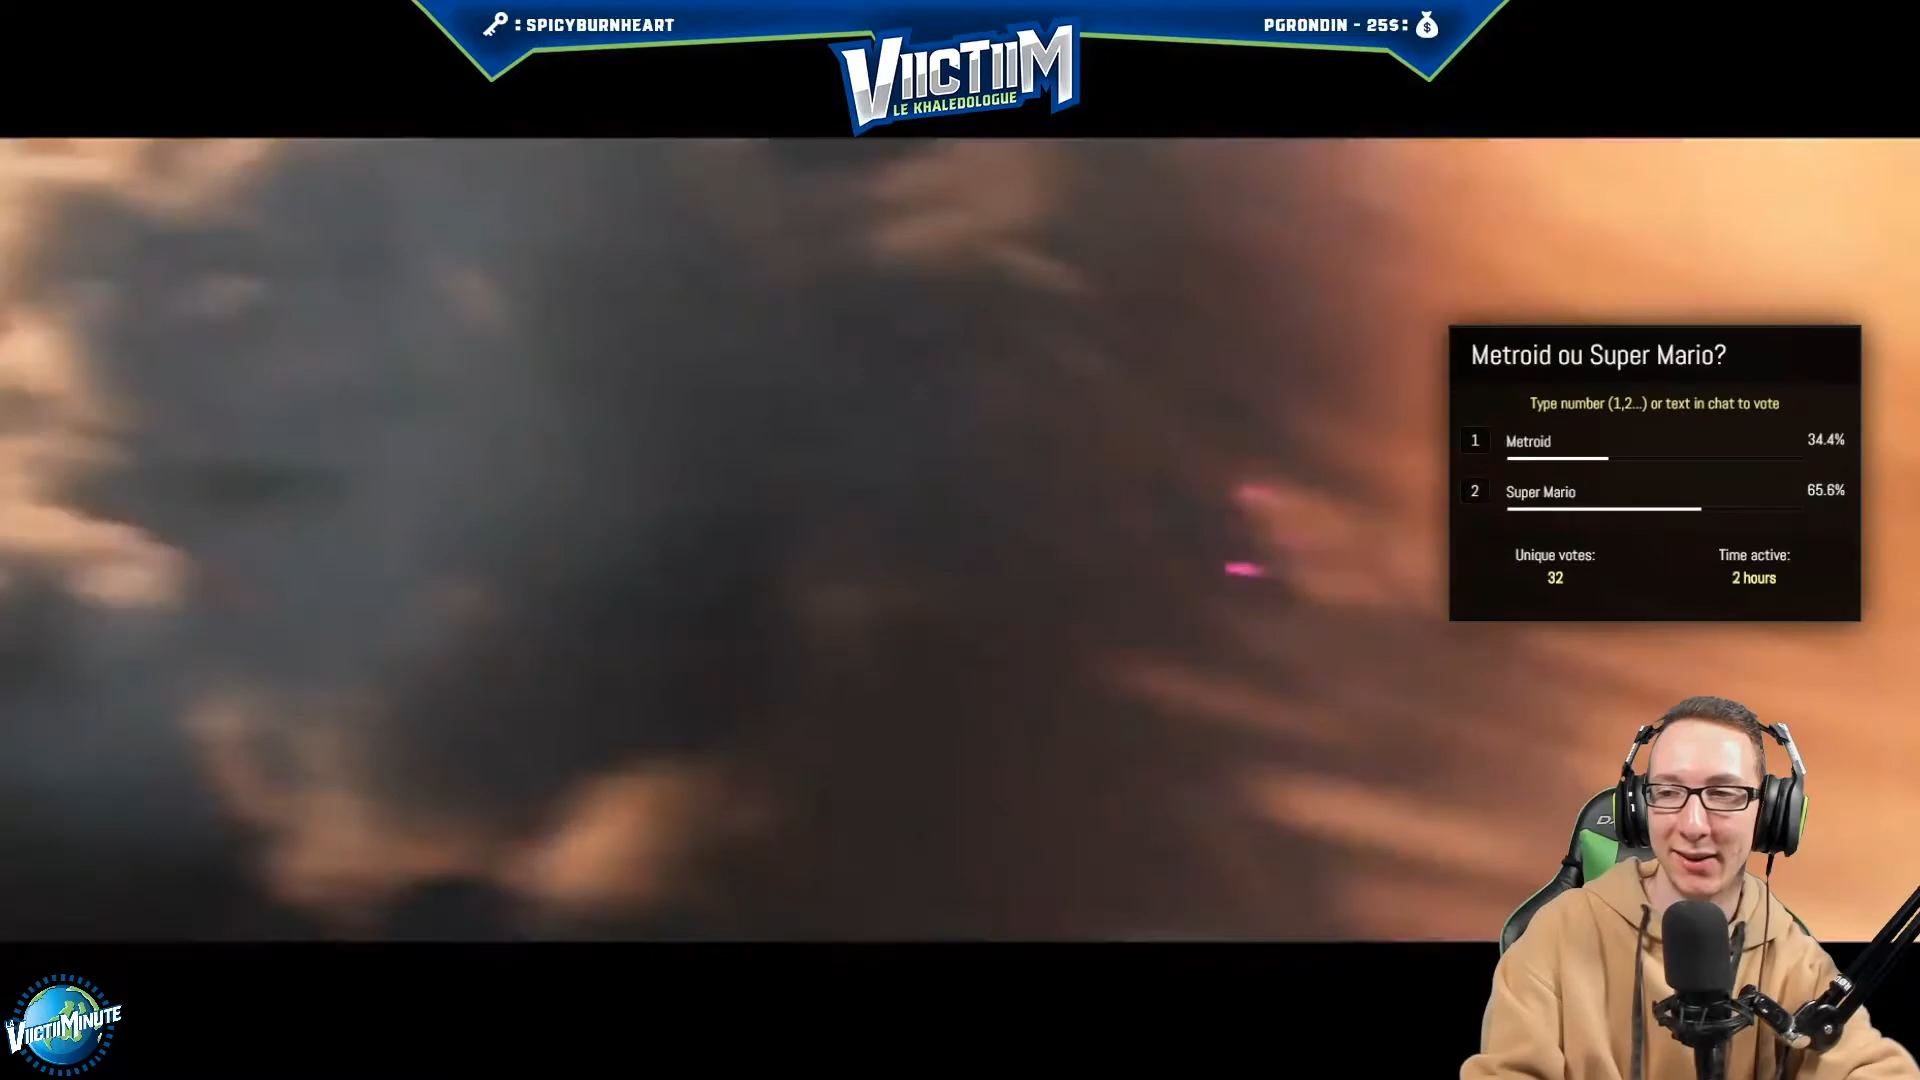 : SPICYBURNHEART
PGRONDIN - 25$:
VIICTIIM
LE KHALEDOLOGUE
Metroid ou Super Mario?
Type number (1,2...) or text in chat to vote
1 Metroid 34.4%
2 Super Mario 65.6%
Unique votes: Time active:
32 2 hours
LA
VIICTIIMINUTE